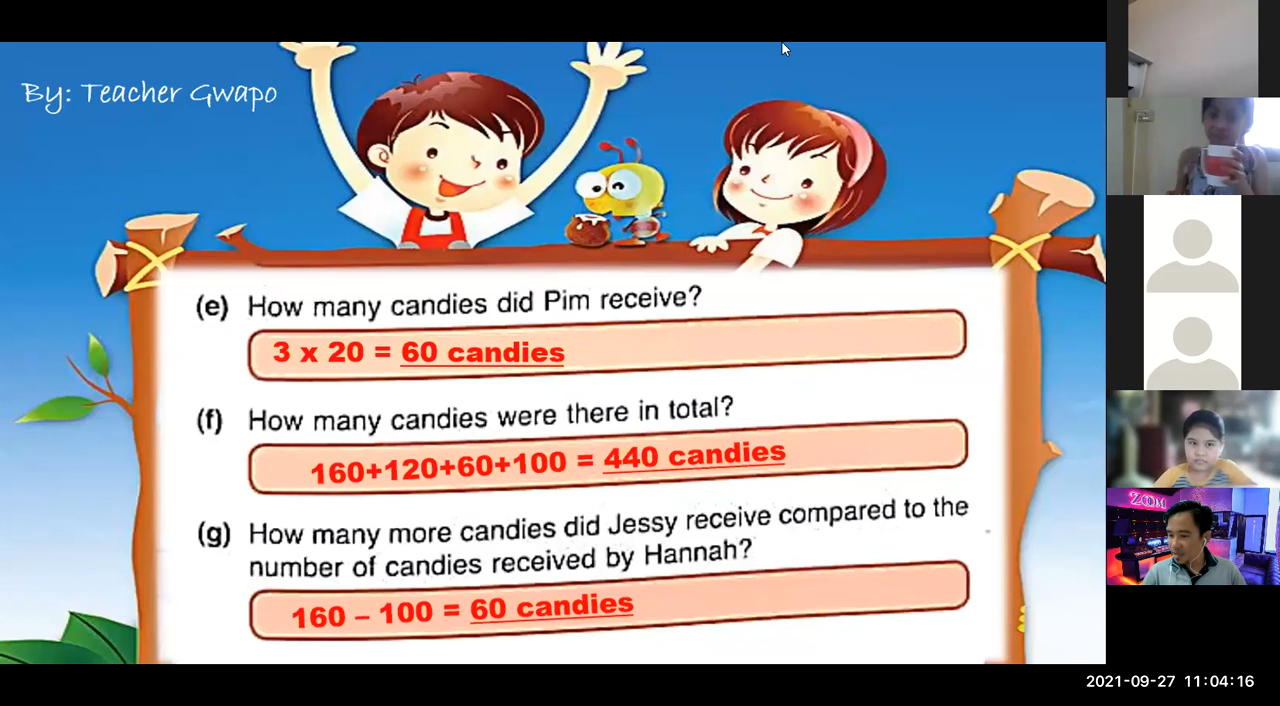 By: Teacher Gwapo
(e) How many candies did Pim receive?
3 x 20 = 60 candies
(f) How many candies were there in total?
160+120+60+100 = 440 candies
(g) How many more candies did Jessy receive compared to the
number of candies received by Hannah?
160 – 100 = 60 candies
ZOOM
2021-09-27 11:04:16